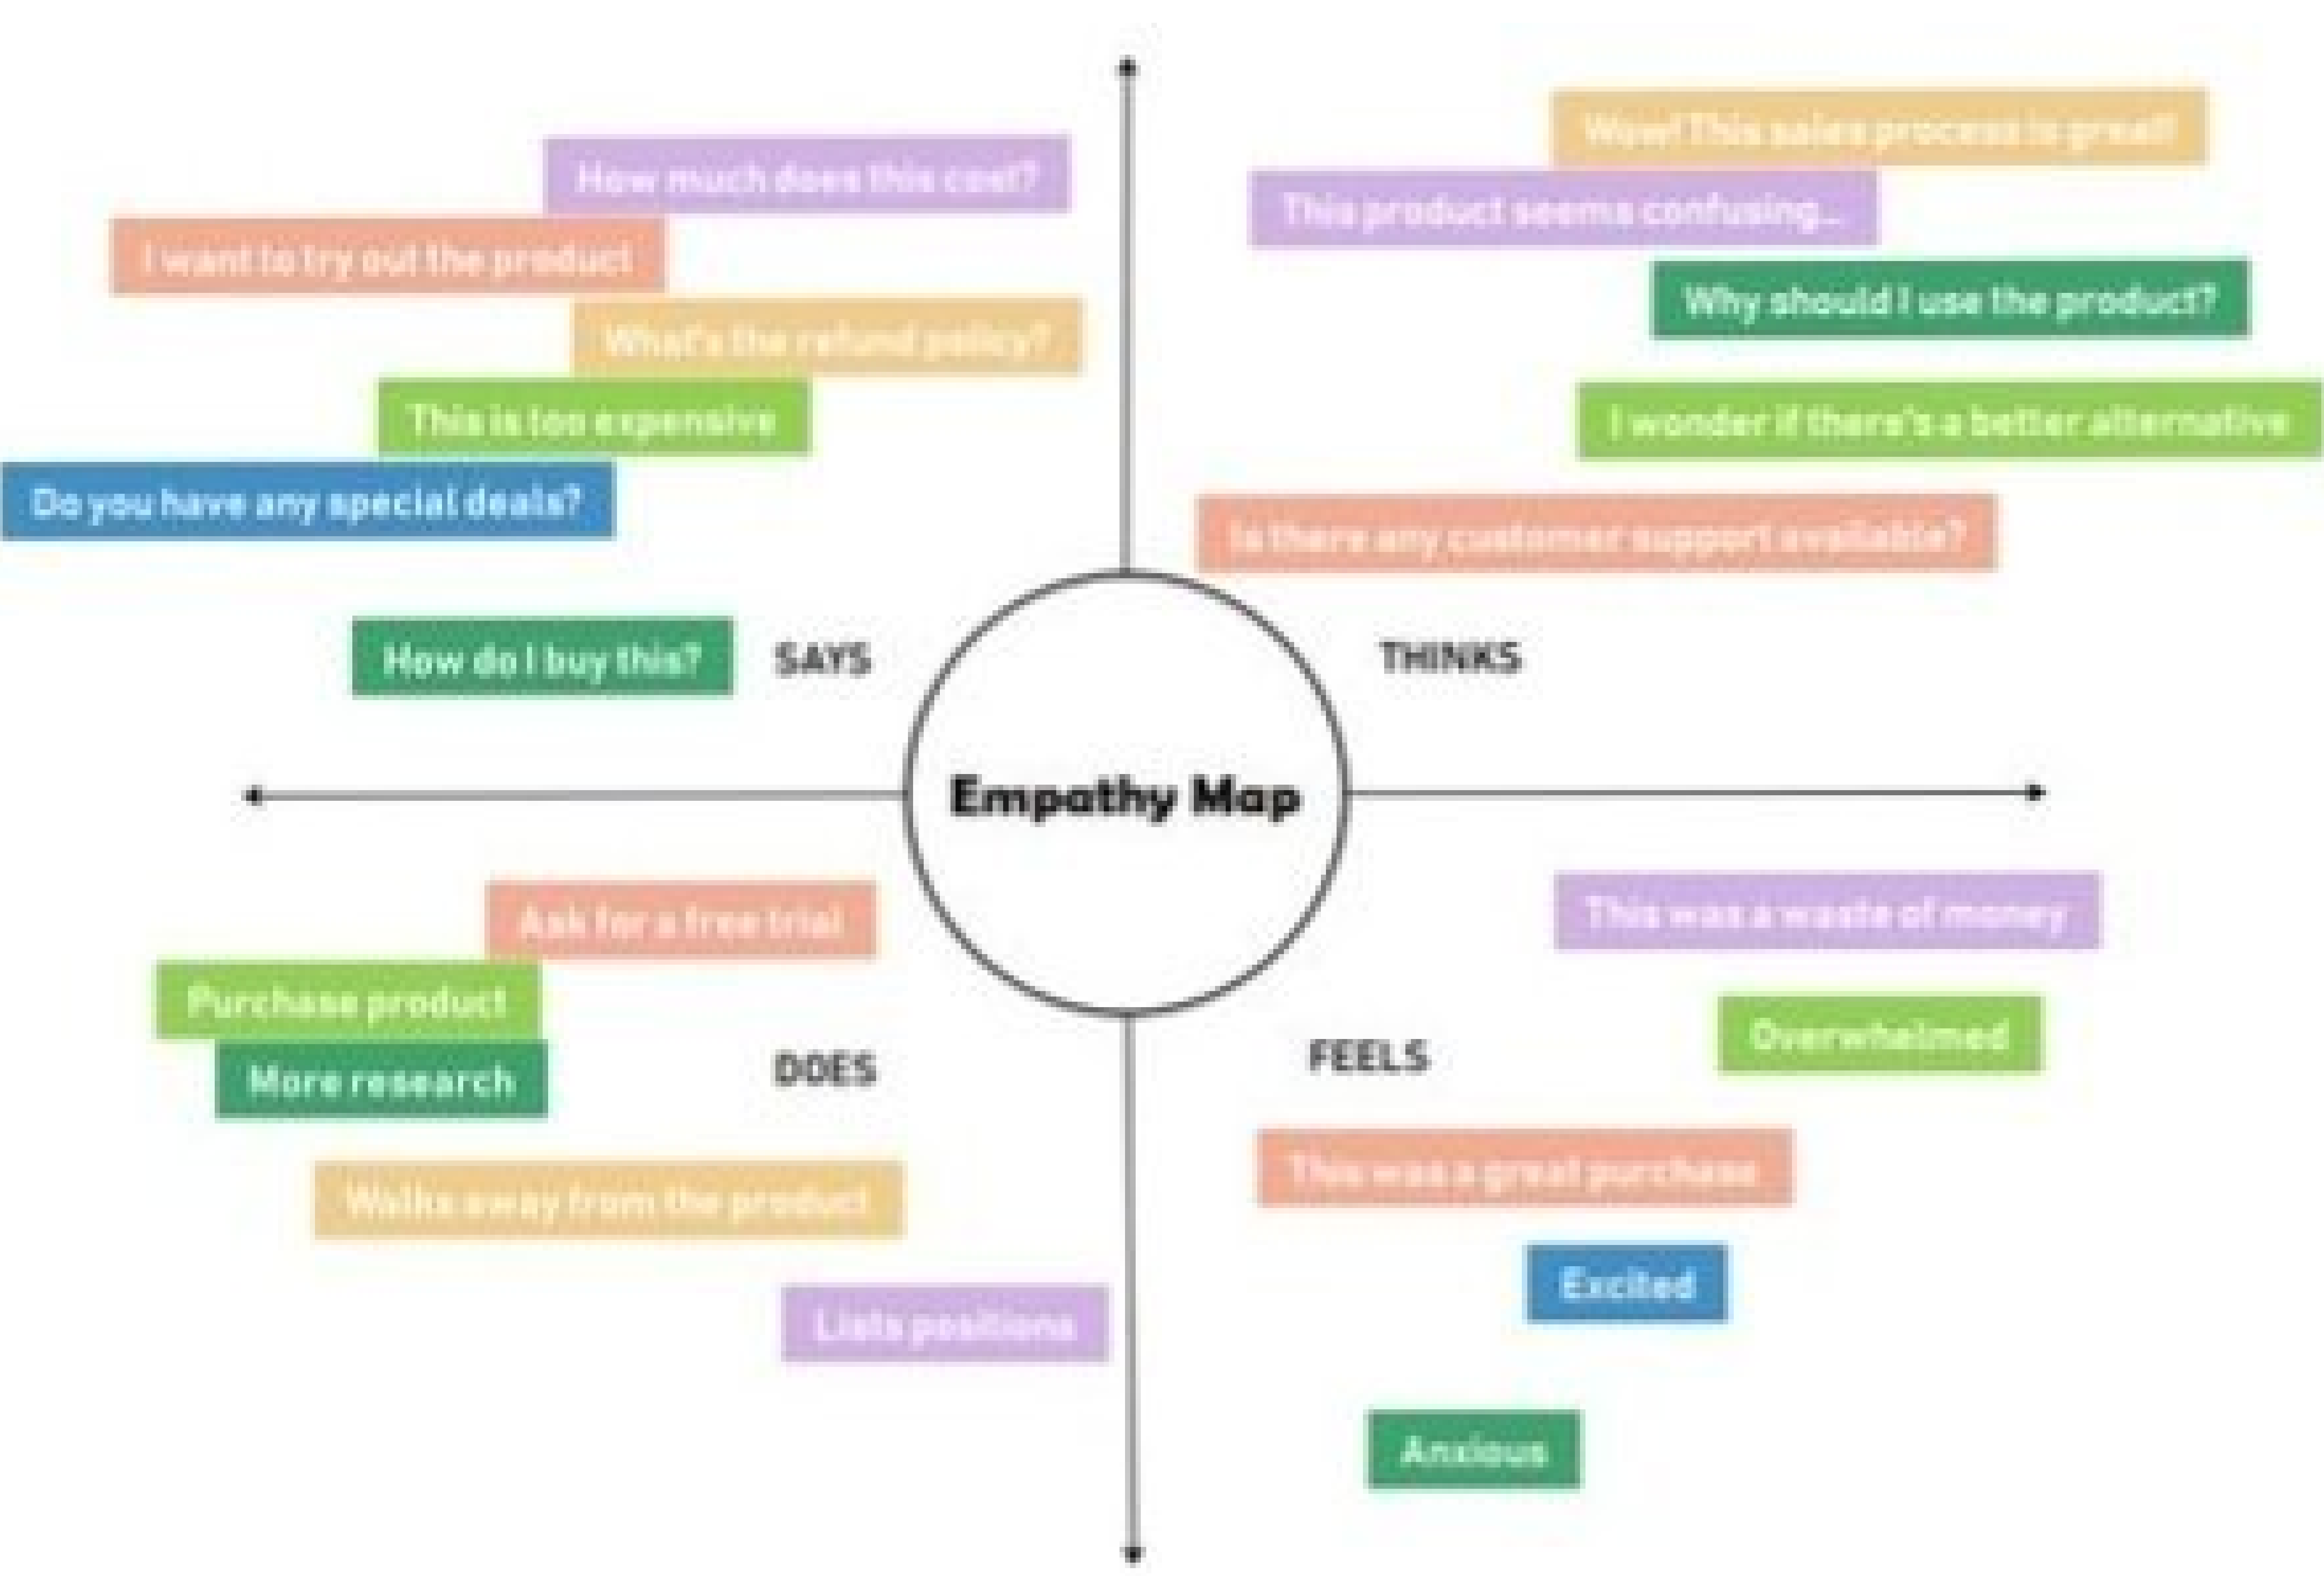 How much does this cost?
I want to try out the product
What's the refund policy?
This is too expensive
Do you have any special deals?
How do I buy this?
SAYS
Wow! This sales process is great!
This product seems confusing...
Why should I use the product?
I wonder if there's a better alternative
Is there any customer support available?
THINKS
Empathy Map
Ask for a free trial
Purchase product
More research
DOES
Walks away from the product
Lists positions
This was a waste of money
Overwhelmed
FEELS
This was a great purchase
Excited
Anxious